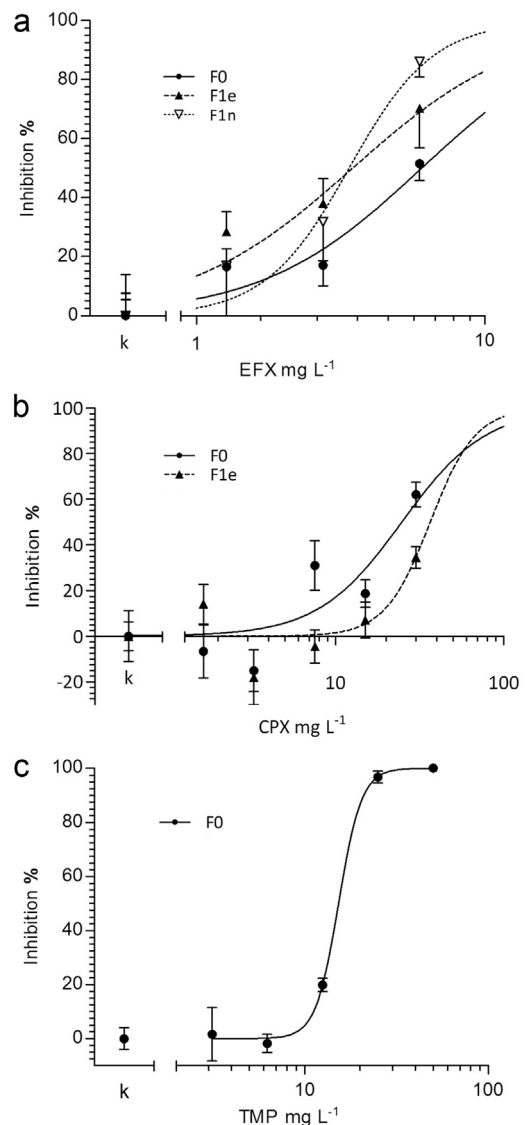 a
100
80
60
40
20
0
Inhibition %
F0
F1e
F1n
k
1
10
EFX mg L⁻¹
b
100
80
60
40
20
0
-20
Inhibition %
F0
F1e
k
10
100
CPX mg L⁻¹
c
100
80
60
40
20
0
Inhibition %
F0
k
10
100
TMP mg L⁻¹